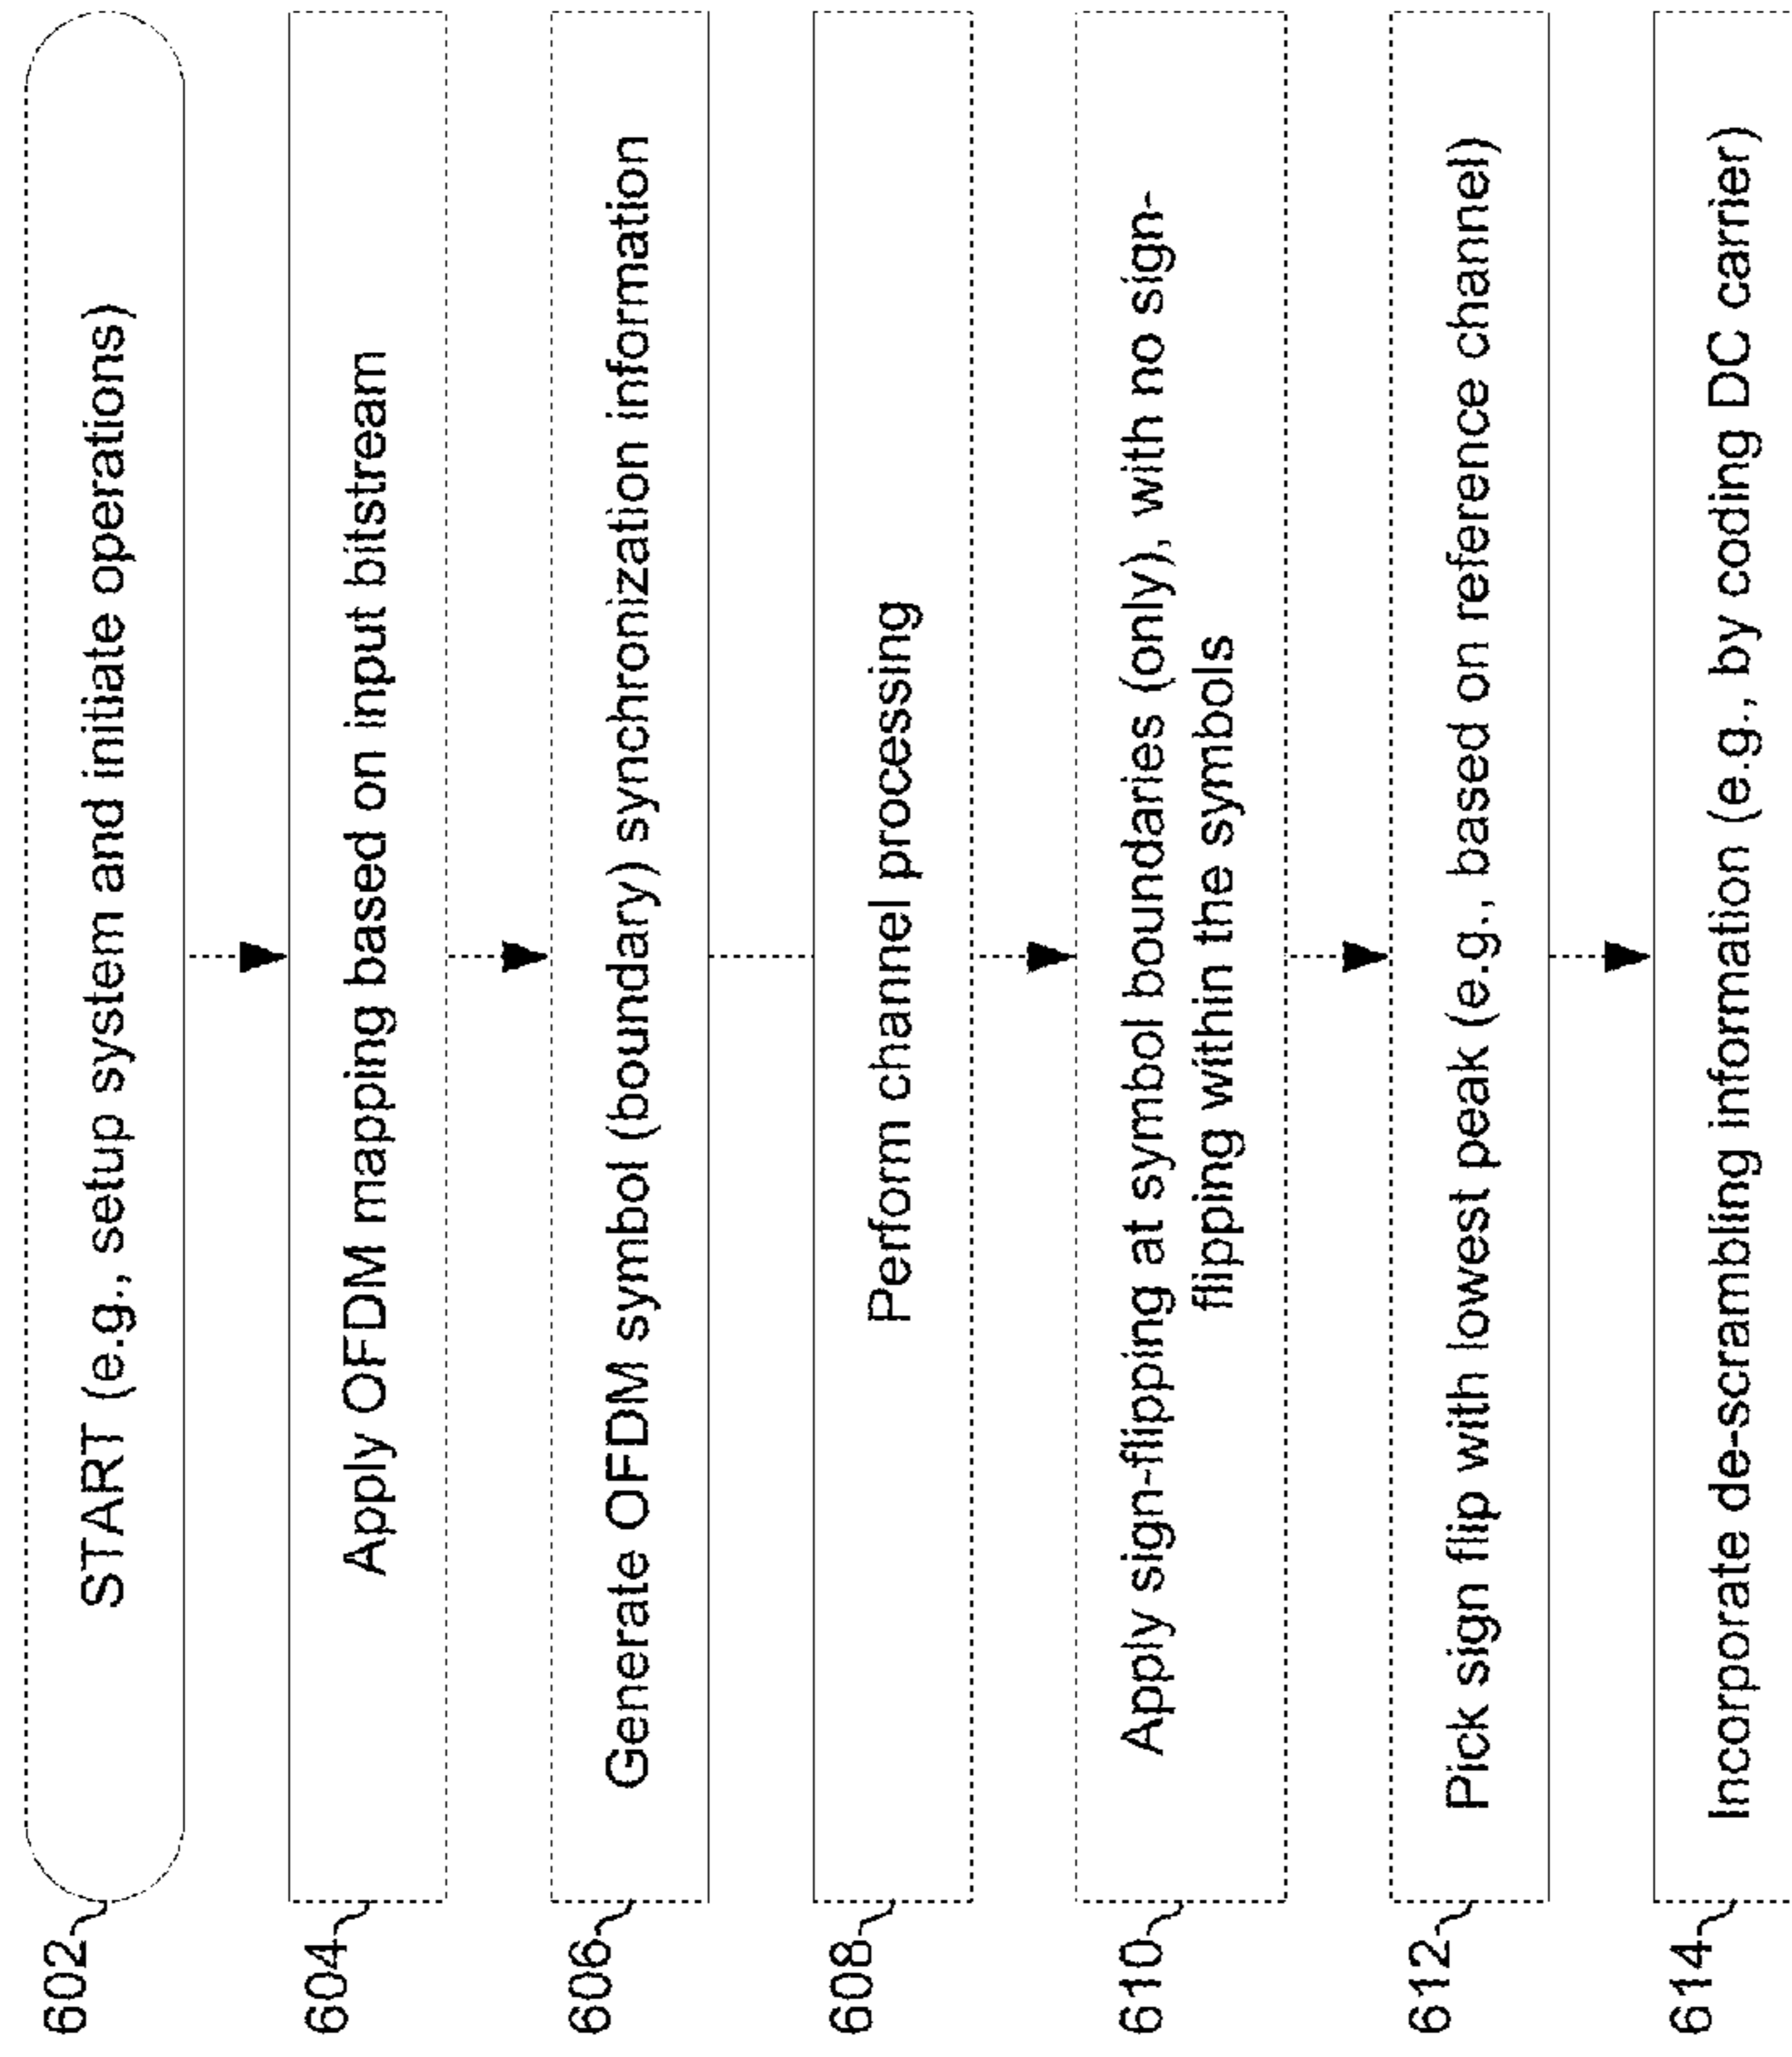 602
START (e.g., setup system and initiate operations)
604
Apply OFDM mapping based on input bitstream
606
Generate OFDM symbol (boundary) synchronization information
608
Perform channel processing
610
Apply sign-flipping at symbol boundaries (only), with no sign-
flipping within the symbols
612
Pick sign flip with lowest peak (e.g., based on reference channel)
614
Incorporate de-scrambling information (e.g., by coding DC carrier)